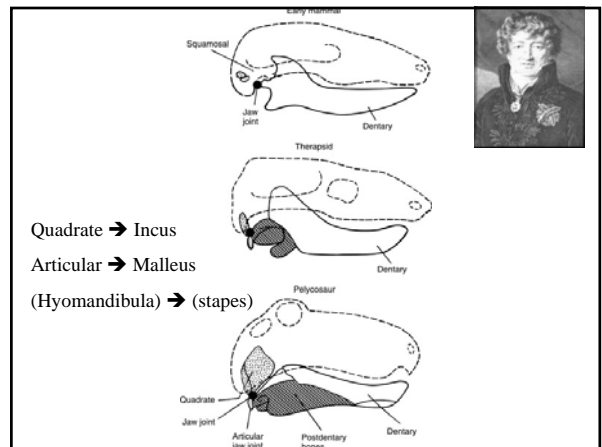 Early mammal
Squamosal
Jaw
joint
Dentary
Therapsid
Quadrate ➔ Incus
Articular ➔ Malleus
(Hyomandibula) ➔ (stapes)
Dentary
Pelycosaur
Quadrate
Jaw joint
Articular
jaw joint
Postdentary
bones
Dentary